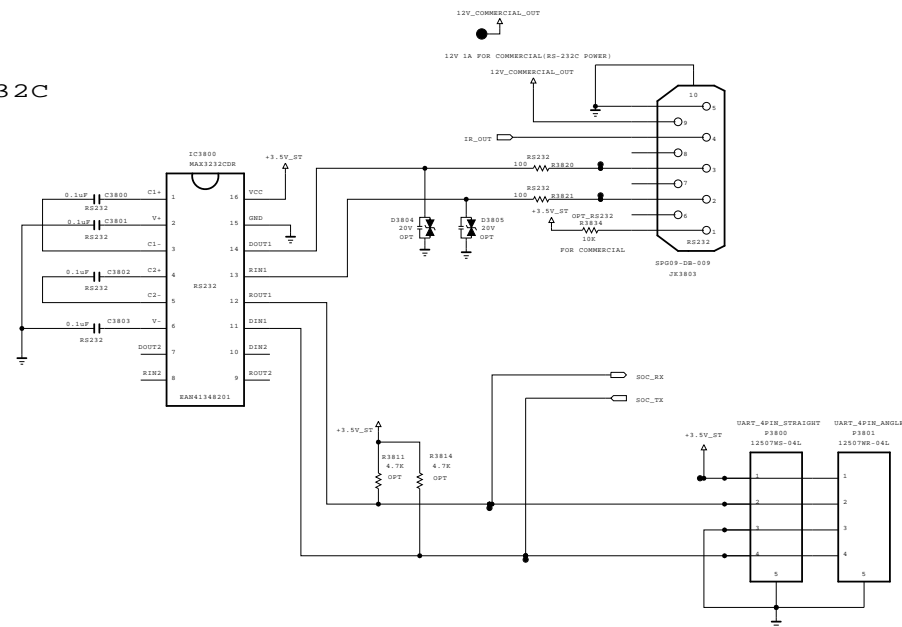 12V_COMMERCIAL_OUT
12V 1A FOR COMMERCIAL(RS-232C POWER)
12V_COMMERCIAL_OUT
32C
IR_OUT
10
5
9
4
8
3
7
2
6
1
RS232
SPG09-DB-009
JK3803
RS232
100
R3820
RS232
100
R3821
+3.5V_ST
OPT_RS232
R3834
10K
FOR COMMERCIAL
D3804
20V
OPT
D3805
20V
OPT
IC3800
MAX3232CDR
+3.5V_ST
0.1uF
C3800
RS232
0.1uF
C3801
RS232
0.1uF
C3802
RS232
0.1uF
C3803
RS232
C1+
1
16
VCC
V+
2
15
GND
C1-
3
14
DOUT1
C2+
4
13
RIN1
RS232
C2-
5
12
ROUT1
V-
6
11
DIN1
DOUT2
7
10
DIN2
RIN2
8
9
ROUT2
EAN41348201
SOC_RX
SOC_TX
+3.5V_ST
R3811
4.7K
OPT
R3814
4.7K
OPT
+3.5V_ST
UART_4PIN_STRAIGHT
P3800
12507WS-04L
1
2
3
4
5
UART_4PIN_ANGLE
P3801
12507WR-04L
1
2
3
4
5